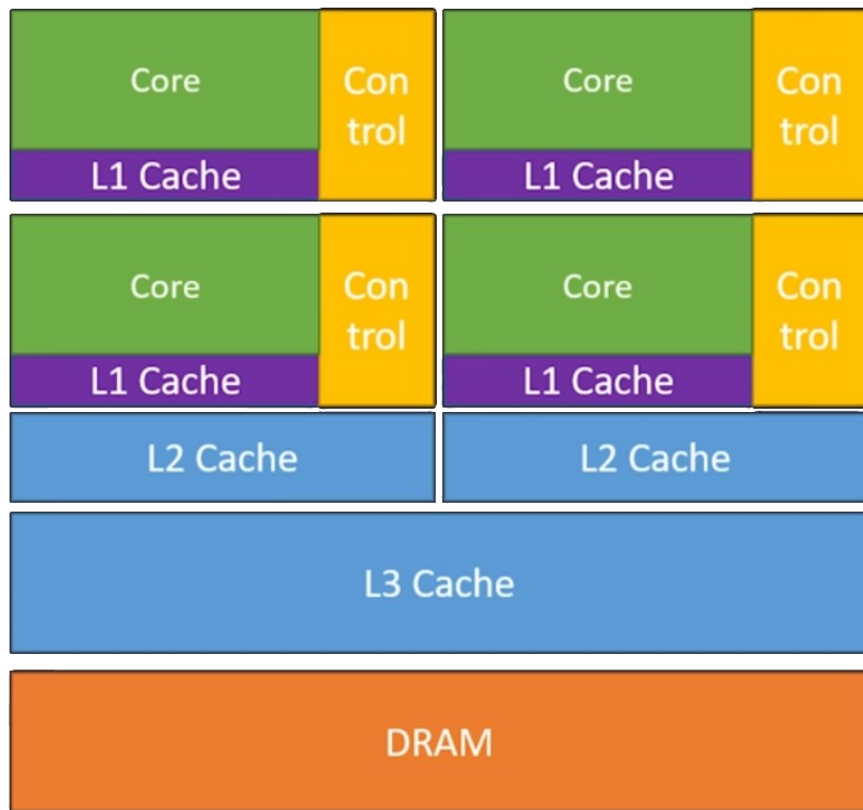 Core
Con
trol
L1 Cache
Core
Con
trol
L1 Cache
Core
Con
trol
L1 Cache
Core
Con
trol
L1 Cache
L2 Cache
L2 Cache
L3 Cache
DRAM